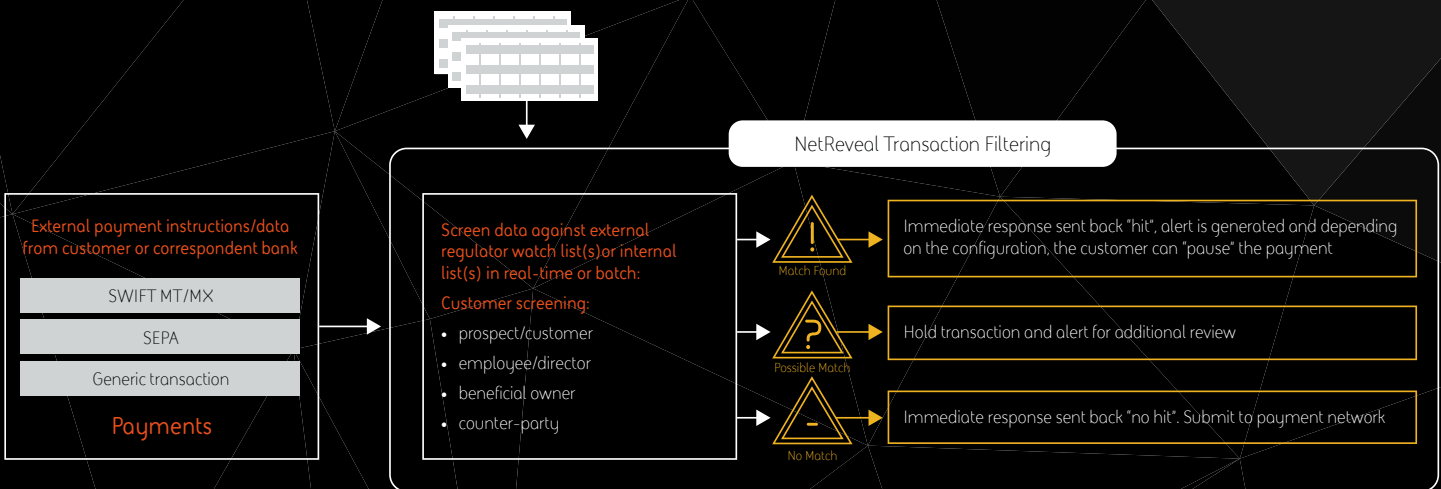 NetReveal Transaction Filtering
External payment instructions/data
from customer or correspondent bank
SWIFT MT/MX
SEPA
Generic transaction
Payments
Screen data against external
regulator watch list(s)or internal
list(s) in real-time or batch:
Customer screening:
• prospect/customer
• employee/director
• beneficial owner
• counter-party
!
Match Found
Immediate response sent back "hit", alert is generated and depending
on the configuration, the customer can "pause" the payment
?
Possible Match
Hold transaction and alert for additional review
-
No Match
Immediate response sent back "no hit". Submit to payment network